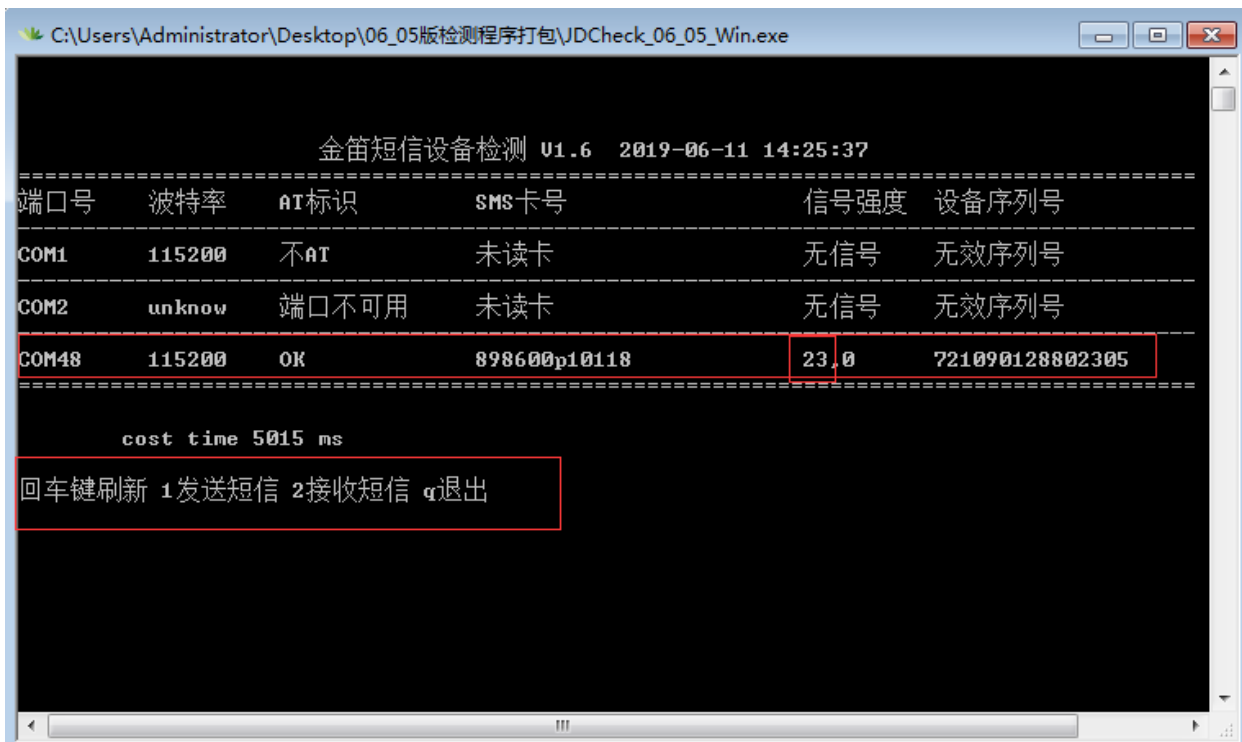 C:\Users\Administrator\Desktop\06_05版检测程序打包\JDCheck_06_05_Win.exe
金笛短信设备检测 V1.6 2019-06-11 14:25:37
端口号 波特率 AT标识 SMS卡号 信号强度 设备序列号
COM1 115200 不AT 未读卡 无信号 无效序列号
COM2 unknow 端口不可用 未读卡 无信号 无效序列号
COM48 115200 OK 898600p10118 23,0 721090128802305
cost time 5015 ms
回车键刷新 1发送短信 2接收短信 q退出